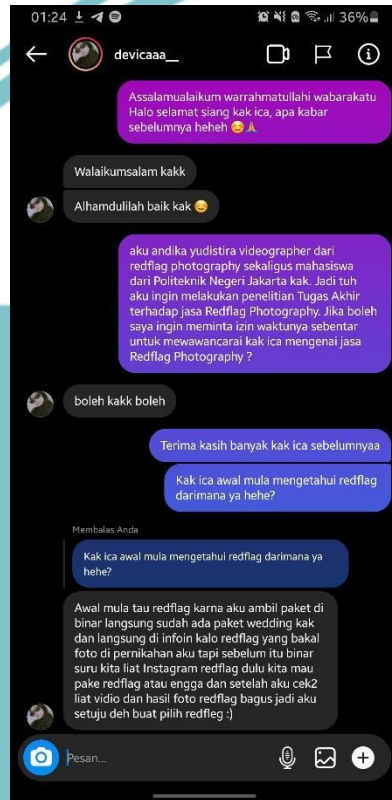 01:24
36%
devicaaa__
Assalamualaikum warrahmatullahi wabarakatu
Halo selamat siang kak ica, apa kabar
sebelumnya heheh 😊🙏
Walaikumsalam kakk
Alhamdulilah baik kak 😊
aku andika yudistira videographer dari
redflag photography sekaligus mahasiswa
dari Politeknik Negeri Jakarta kak. Jadi tuh
aku ingin melakukan penelitian Tugas Akhir
terhadap jasa Redflag Photography. Jika boleh
saya ingin meminta izin waktunya sebentar
untuk mewawancarai kak ica mengenai jasa
Redflag Photography ?
boleh kakk boleh
Terima kasih banyak kak ica sebelumnyaa
Kak ica awal mula mengetahui redflag
darimana ya hehe?
Membalas Anda
Kak ica awal mula mengetahui redflag darimana ya
hehe?
Awal mula tau redflag karna aku ambil paket di
binar langsung sudah ada paket wedding kak
dan langsung di infoin kalo redflag yang bakal
foto di pernikahan aku tapi sebelum itu binar
suru kita liat Instagram redflag dulu kita mau
pake redflag atau engga dan setelah aku cek2
liat vidio dan hasil foto redflag bagus jadi aku
setuju deh buat pilih redfleg :)
Pesan...